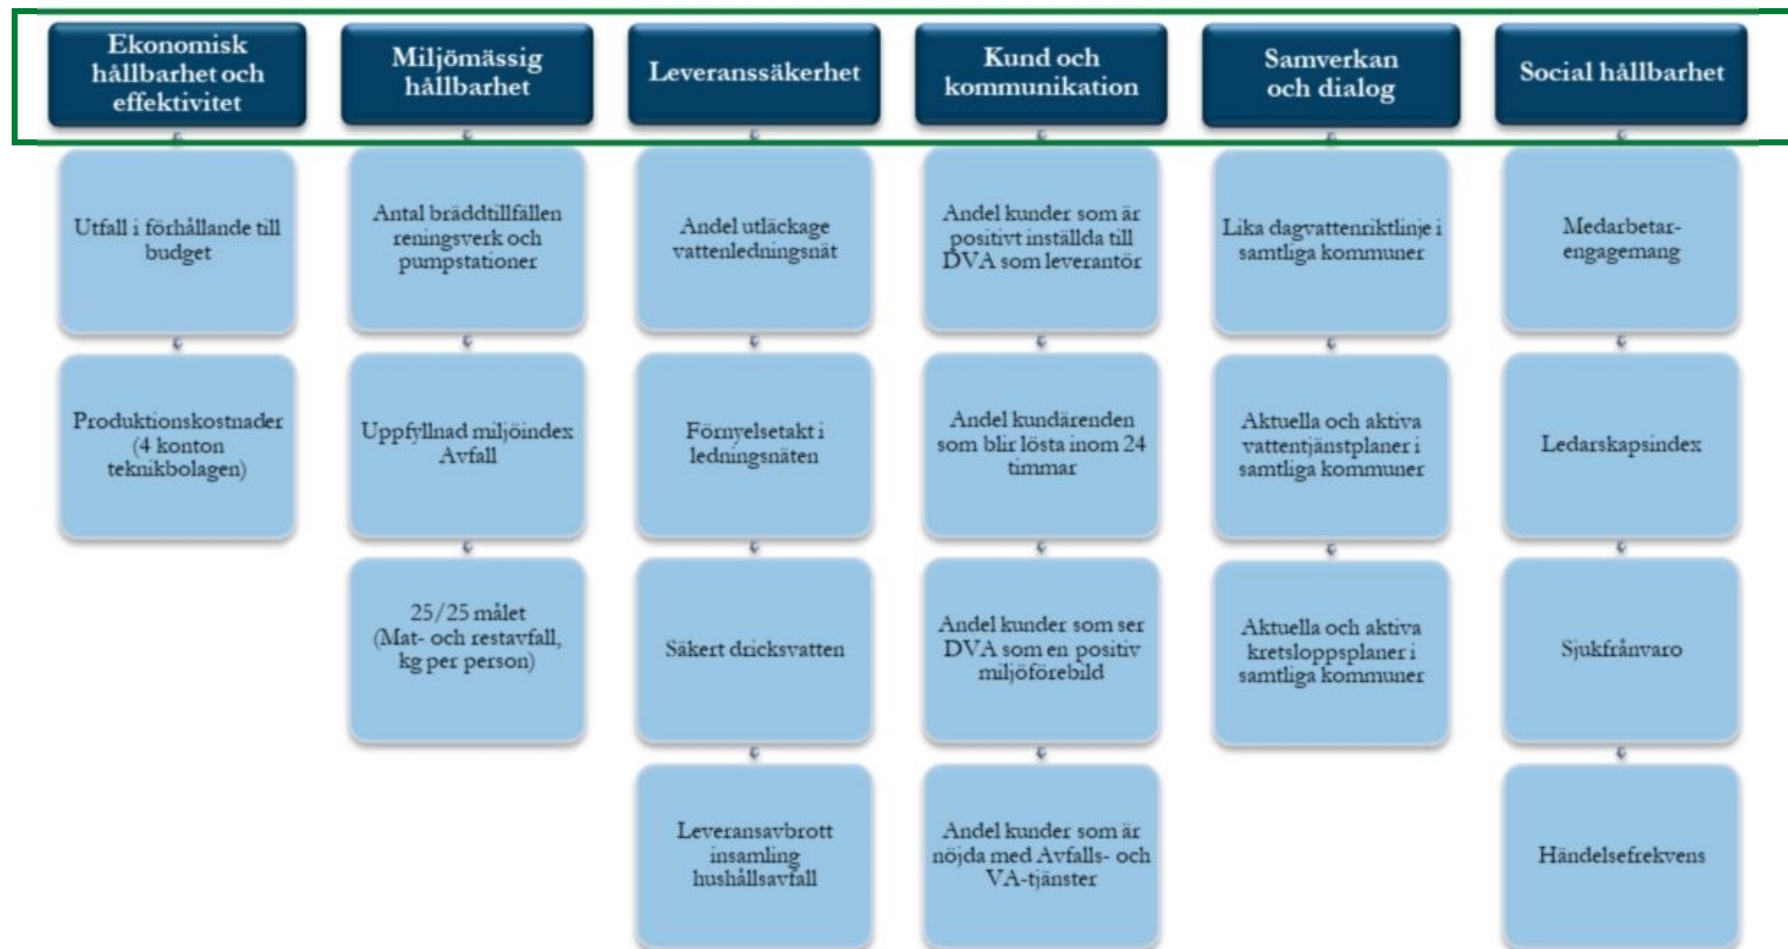 Ekonomisk
hållbarhet och
effektivitet
Utfall i förhållande till
budget
Produktionskostnader
(4 konton
teknikbolagen)
Miljömässig
hållbarhet
Antal bräddtillfällen
reningsverk och
pumpstationer
Uppfyllnad miljöindex
Avfall
25/25 målet
(Mat- och restavfall,
kg per person)
Leveranssäkerhet
Andel utläckage
vattenledningsnät
Förnyelsetakt i
ledningsnäten
Säkert dricksvatten
Leveransavbrott
insamling
hushållsavfall
Kund och
kommunikation
Andel kunder som är
positivt inställda till
DVA som leverantör
Andel kundärenden
som blir lösta inom 24
timmar
Andel kunder som ser
DVA som en positiv
miljöförebild
Andel kunder som är
nöjda med Avfalls- och
VA-tjänster
Samverkan
och dialog
Lika dagvattenriktlinje i
samtliga kommuner
Aktuella och aktiva
vattentjänstplaner i
samtliga kommuner
Aktuella och aktiva
kretsloppsplaner i
samtliga kommuner
Social hållbarhet
Medarbetar-
engagemang
Ledarskapsindex
Sjukfrånvaro
Händelsefrekvens